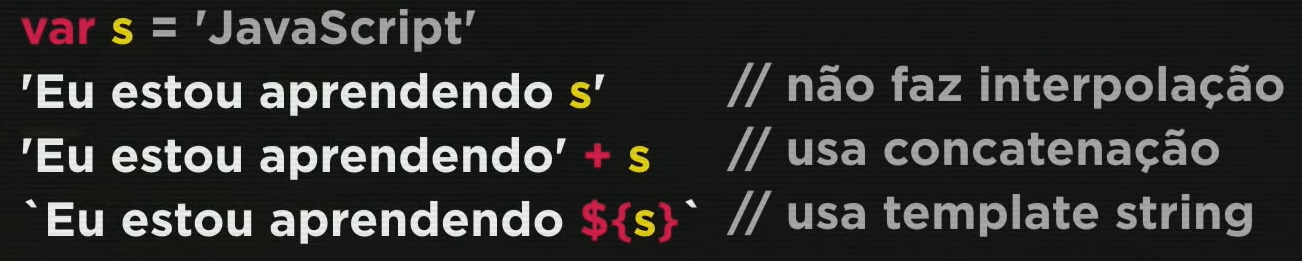 var s = 'JavaScript'
'Eu estou aprendendo s' // não faz interpolação
'Eu estou aprendendo' + s // usa concatenação
`Eu estou aprendendo ${s}` // usa template string